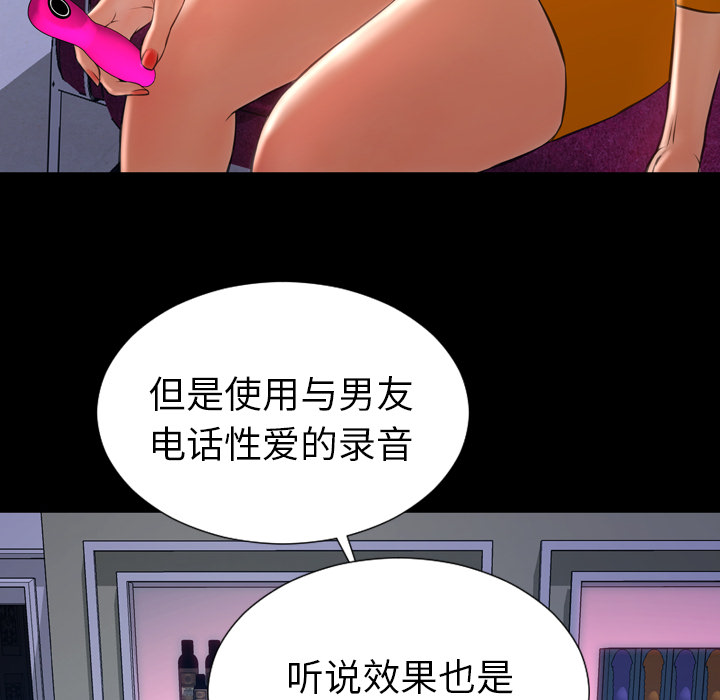 但是使用与男友
电话性爱的录音
听说效果也是